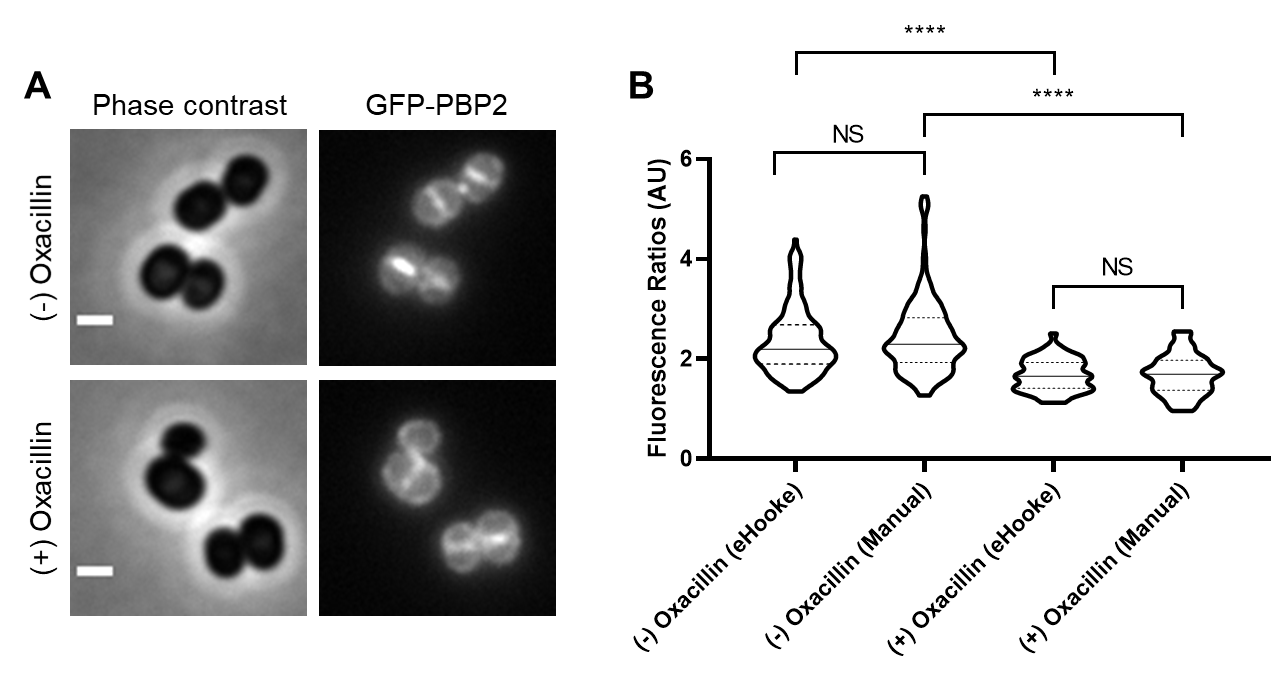 A
Phase contrast
GFP-PBP2
(-) Oxacillin
(+) Oxacillin
B
****
****
NS
NS
Fluorescence Ratios (AU)
6
4
2
0
(-) Oxacillin (eHooke)
(-) Oxacillin (Manual)
(+) Oxacillin (eHooke)
(+) Oxacillin (Manual)